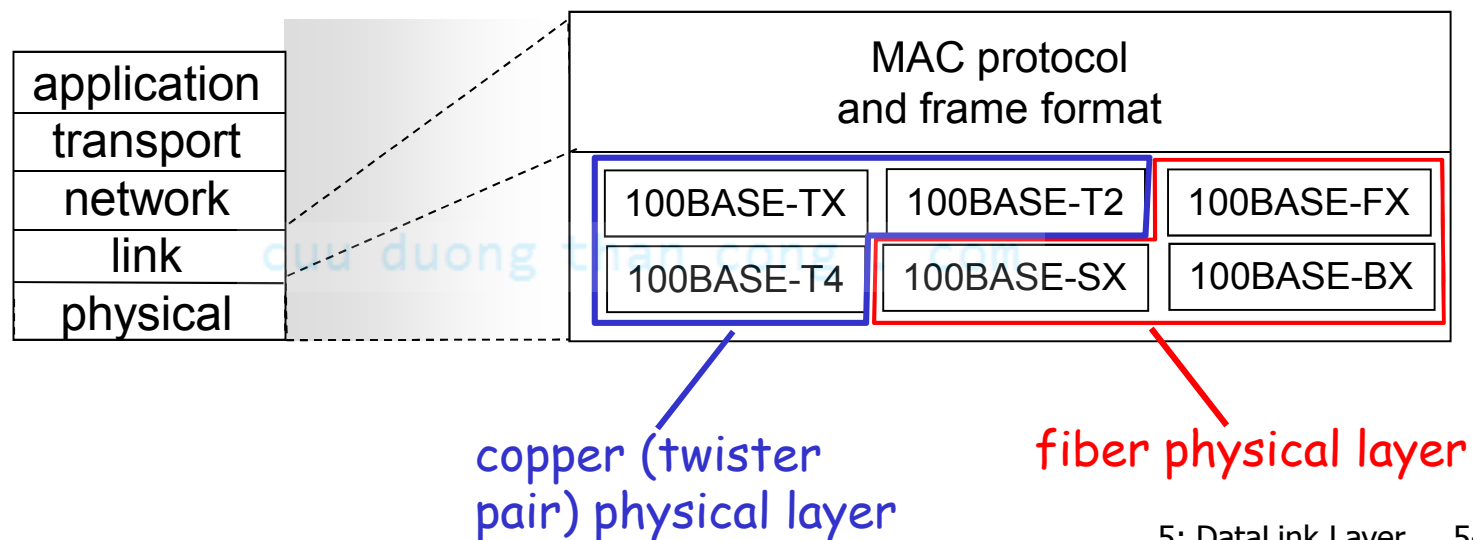 application
transport
network
link
physical
MAC protocol
and frame format
100BASE-TX
100BASE-T2
100BASE-FX
100BASE-T4
100BASE-SX
100BASE-BX
cuu duong than cong . com
copper (twister
pair) physical layer
fiber physical layer
5: DataLink Layer